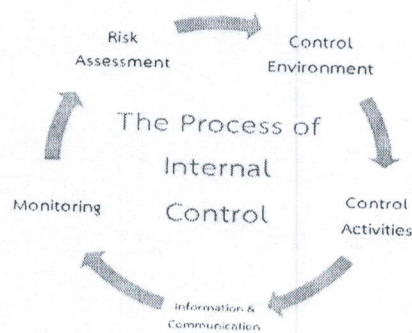 Risk
Assessment
Control
Environment
The Process of
Internal
Control
Monitoring
Control
Activities
Information &
Communication